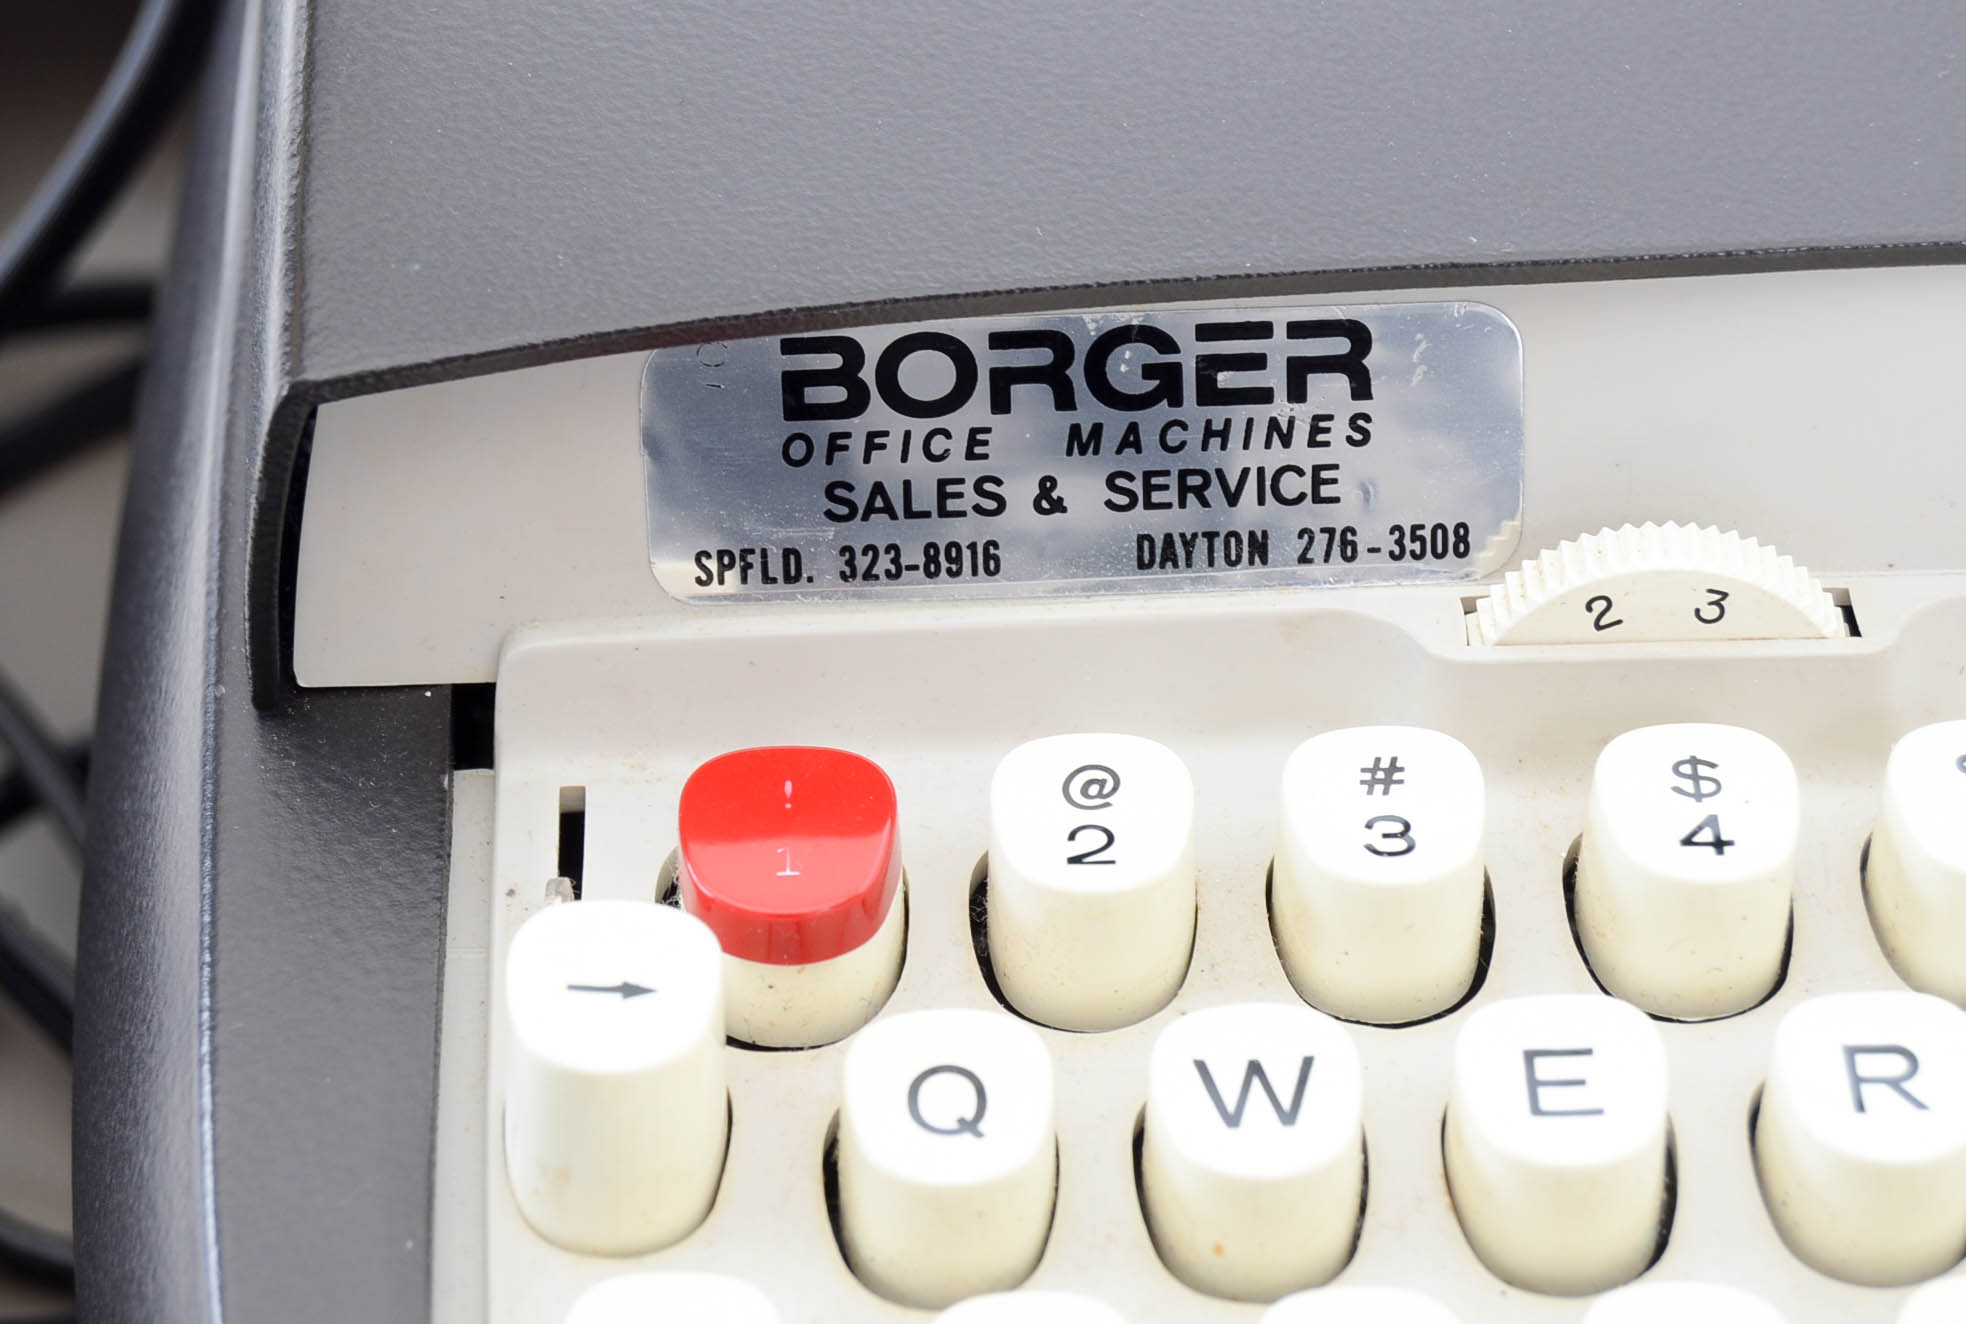 BORGER
OFFICE MACHINES
SALES & SERVICE
SPFLD. 323-8916 DAYTON 276-3508
2 3
! @ # $
1 2 3 4
→
Q W E R